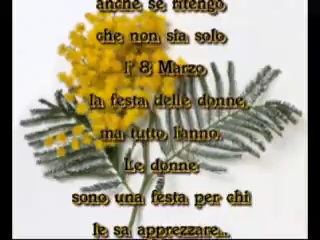 anche se ritengo
che non sia solo
l' 8 Marzo
la festa delle donne,
ma tutto l'anno.
Le donne
sono una festa per chi
le sa apprezzare...